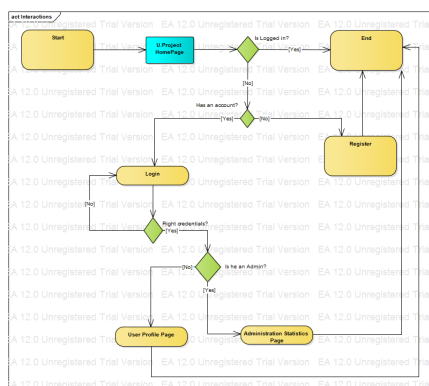 act Interactions
EA 12.0 Unregistered Trial Version
Start
U.Project
HomePage
Is Logged in?
[Yes]
End
[No]
Has an account?
[Yes]
[No]
Register
Login
[No]
Right credentials?
[Yes]
[No]
Is he an Admin?
[Yes]
User Profile Page
Administration Statistics
Page